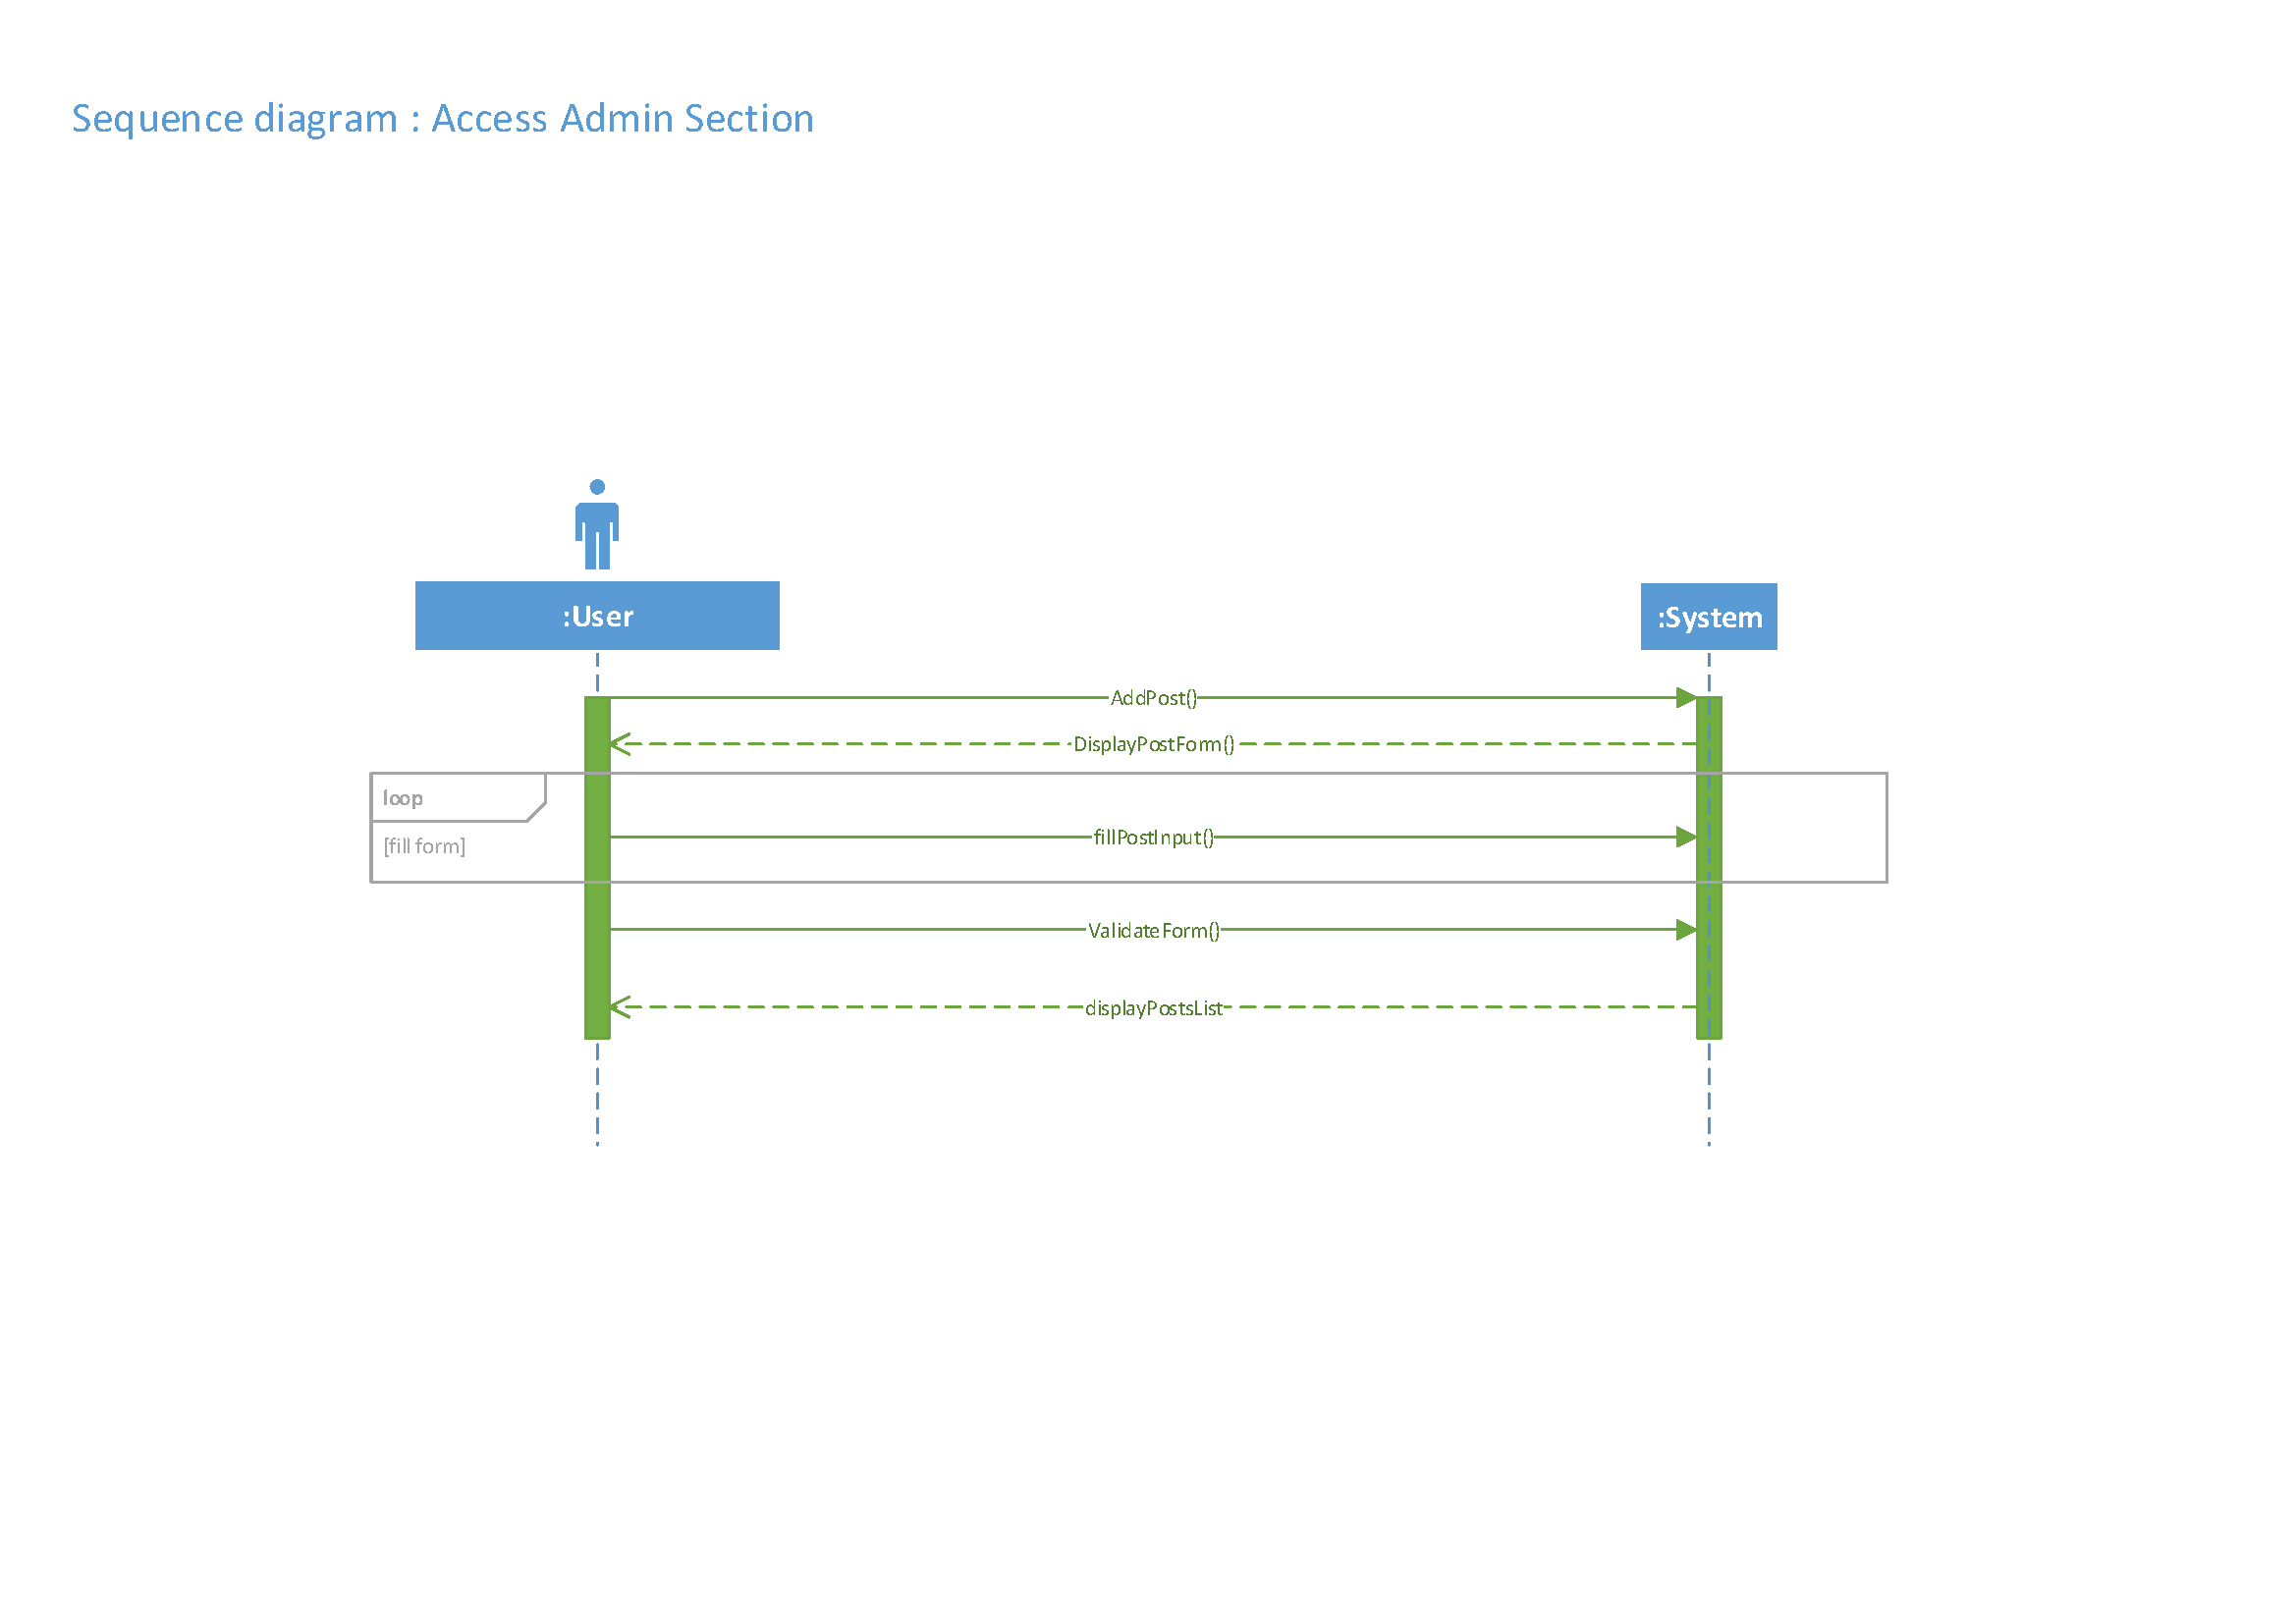 Sequence diagram : Access Admin Section
:User
:System
AddPost()
DisplayPostForm()
loop
fillPostInput()
[fill form]
ValidateForm()
displayPostsList